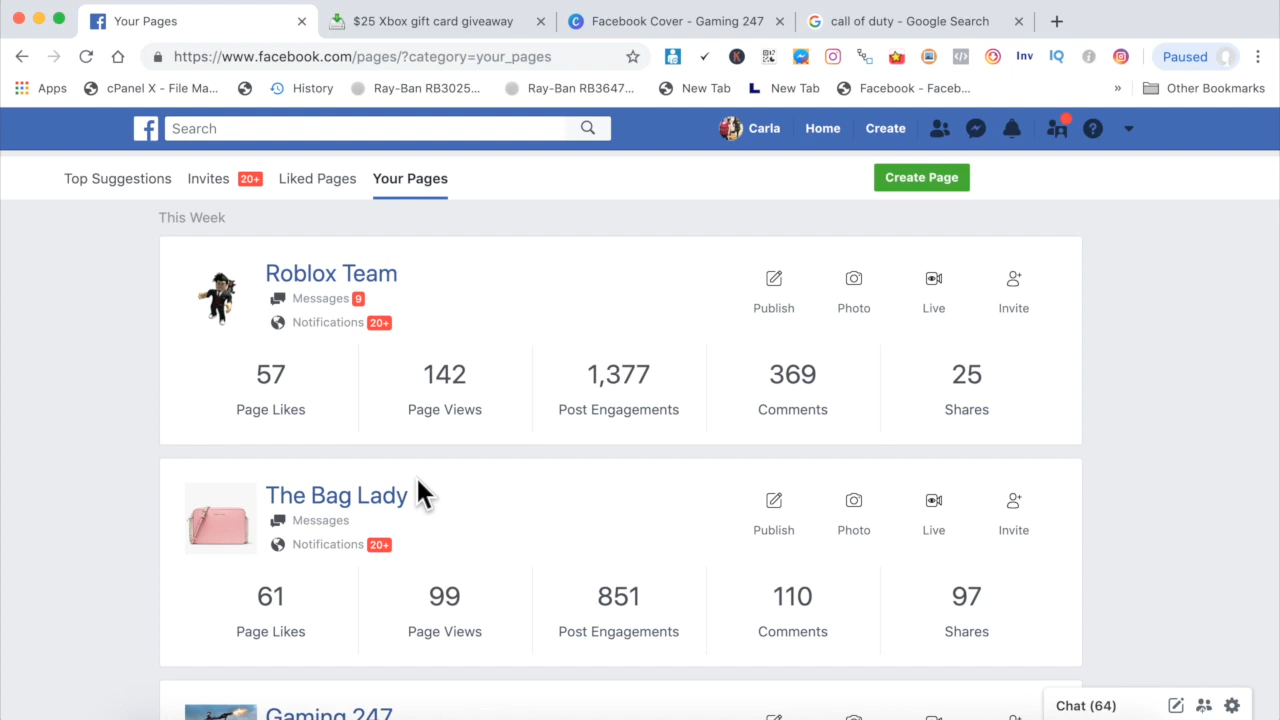 Your Pages
$25 Xbox gift card giveaway
Facebook Cover - Gaming 247
call of duty - Google Search
https://www.facebook.com/pages/?category=your_pages
Inv
IQ
Paused
Apps
cPanel X - File Ma...
History
Ray-Ban RB3025...
Ray-Ban RB3647...
New Tab
New Tab
Facebook - Faceb...
»
Other Bookmarks
Search
Carla
Home
Create
Top Suggestions
Invites 20+
Liked Pages
Your Pages
Create Page
This Week
Roblox Team
Messages 9
Notifications 20+
Publish
Photo
Live
Invite
57
142
1,377
369
25
Page Likes
Page Views
Post Engagements
Comments
Shares
The Bag Lady
Messages
Notifications 20+
Publish
Photo
Live
Invite
61
99
851
110
97
Page Likes
Page Views
Post Engagements
Comments
Shares
Gaming 247
Chat (64)